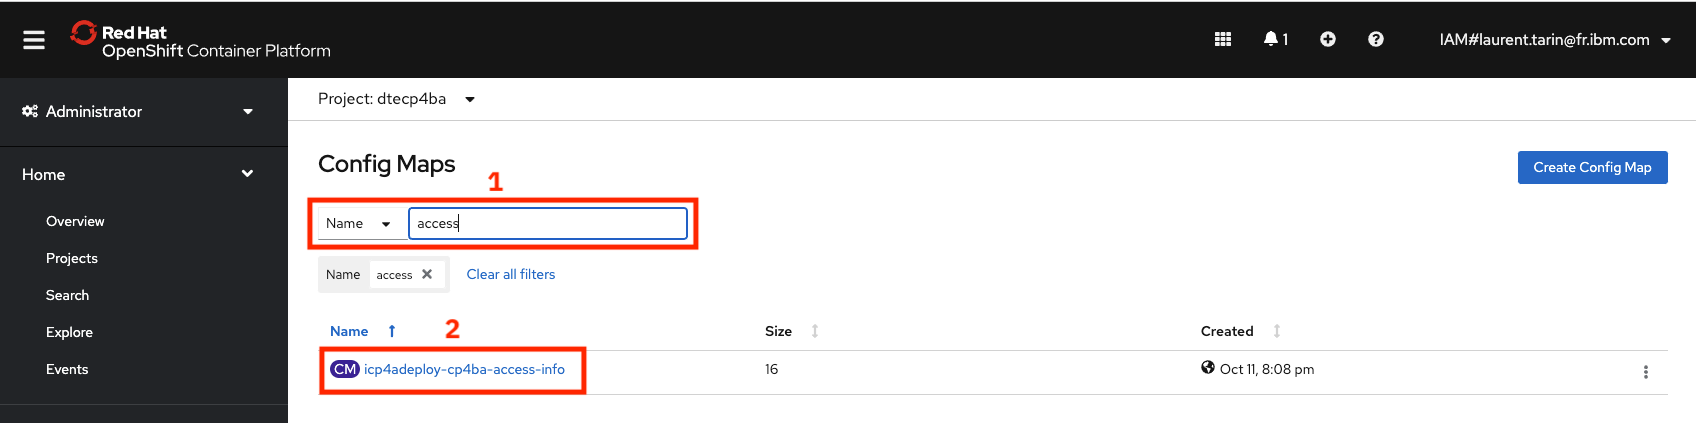 Red Hat
OpenShift Container Platform
1
IAM#laurent.tarin@fr.ibm.com
Administrator
Project: dtecp4ba
Home
Overview
Projects
Search
Explore
Events
Config Maps
Create Config Map
1
Name
access
Name access
Clear all filters
2
Name Size Created
CM icp4adeploy-cp4ba-access-info 16 Oct 11, 8:08 pm